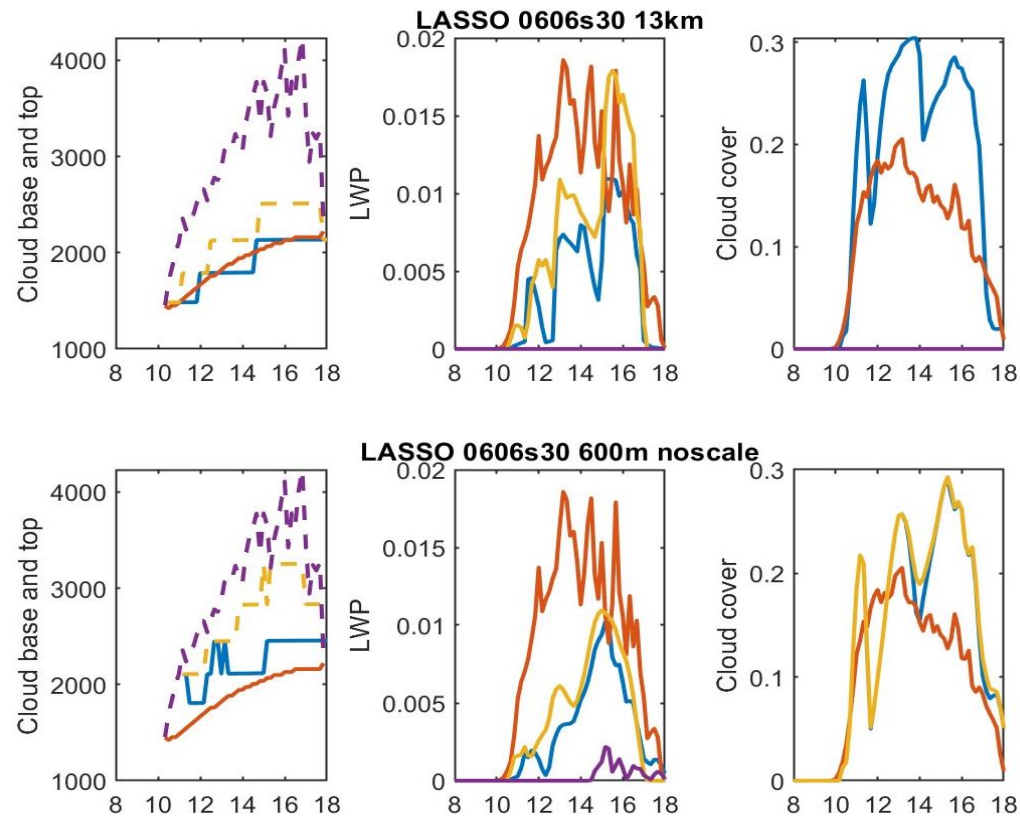 LASSO 0606s30 13km
Cloud base and top
4000
3000
2000
1000
8 10 12 14 16 18
LWP
0.02
0.015
0.01
0.005
0
8 10 12 14 16 18
Cloud cover
0.3
0.2
0.1
0
8 10 12 14 16 18
LASSO 0606s30 600m noscale
Cloud base and top
4000
3000
2000
1000
8 10 12 14 16 18
LWP
0.02
0.015
0.01
0.005
0
8 10 12 14 16 18
Cloud cover
0.3
0.2
0.1
0
8 10 12 14 16 18